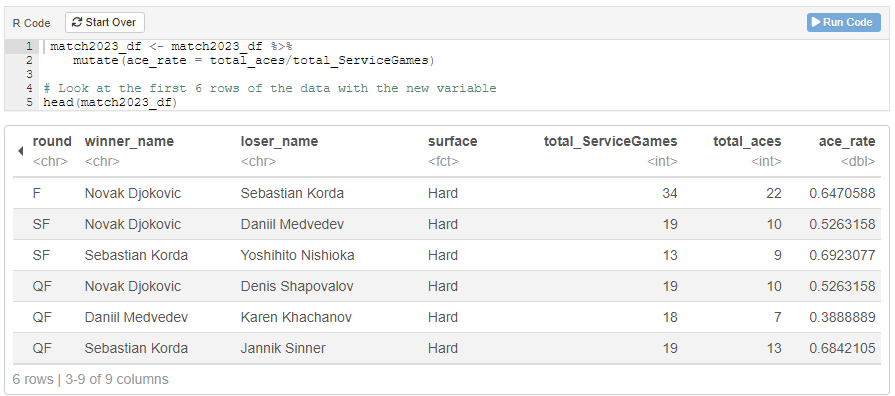 R Code Start Over Run Code
1 match2023_df <- match2023_df %>%
2 mutate(ace_rate = total_aces/total_ServiceGames)
3
4 # Look at the first 6 rows of the data with the new variable
5 head(match2023_df)
round winner_name loser_name surface total_ServiceGames total_aces ace_rate
<chr> <chr> <chr> <fct> <int> <int> <dbl>
F Novak Djokovic Sebastian Korda Hard 34 22 0.6470588
SF Novak Djokovic Daniil Medvedev Hard 19 10 0.5263158
SF Sebastian Korda Yoshihito Nishioka Hard 13 9 0.6923077
QF Novak Djokovic Denis Shapovalov Hard 19 10 0.5263158
QF Daniil Medvedev Karen Khachanov Hard 18 7 0.3888889
QF Sebastian Korda Jannik Sinner Hard 19 13 0.6842105
6 rows | 3-9 of 9 columns